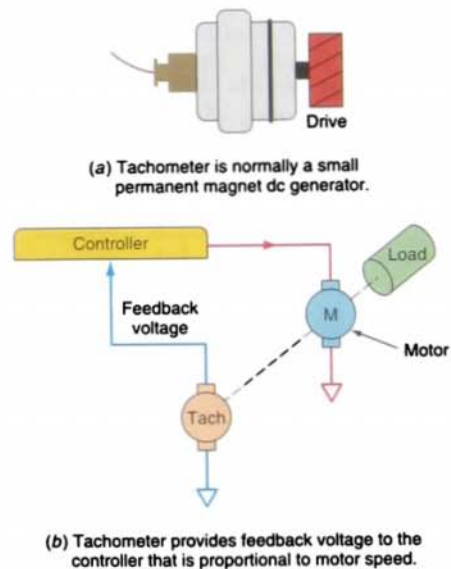 Drive
(a) Tachometer is normally a small
permanent magnet dc generator.
Controller
Load
Feedback
voltage
M
Motor
Tach
(b) Tachometer provides feedback voltage to the
controller that is proportional to motor speed.